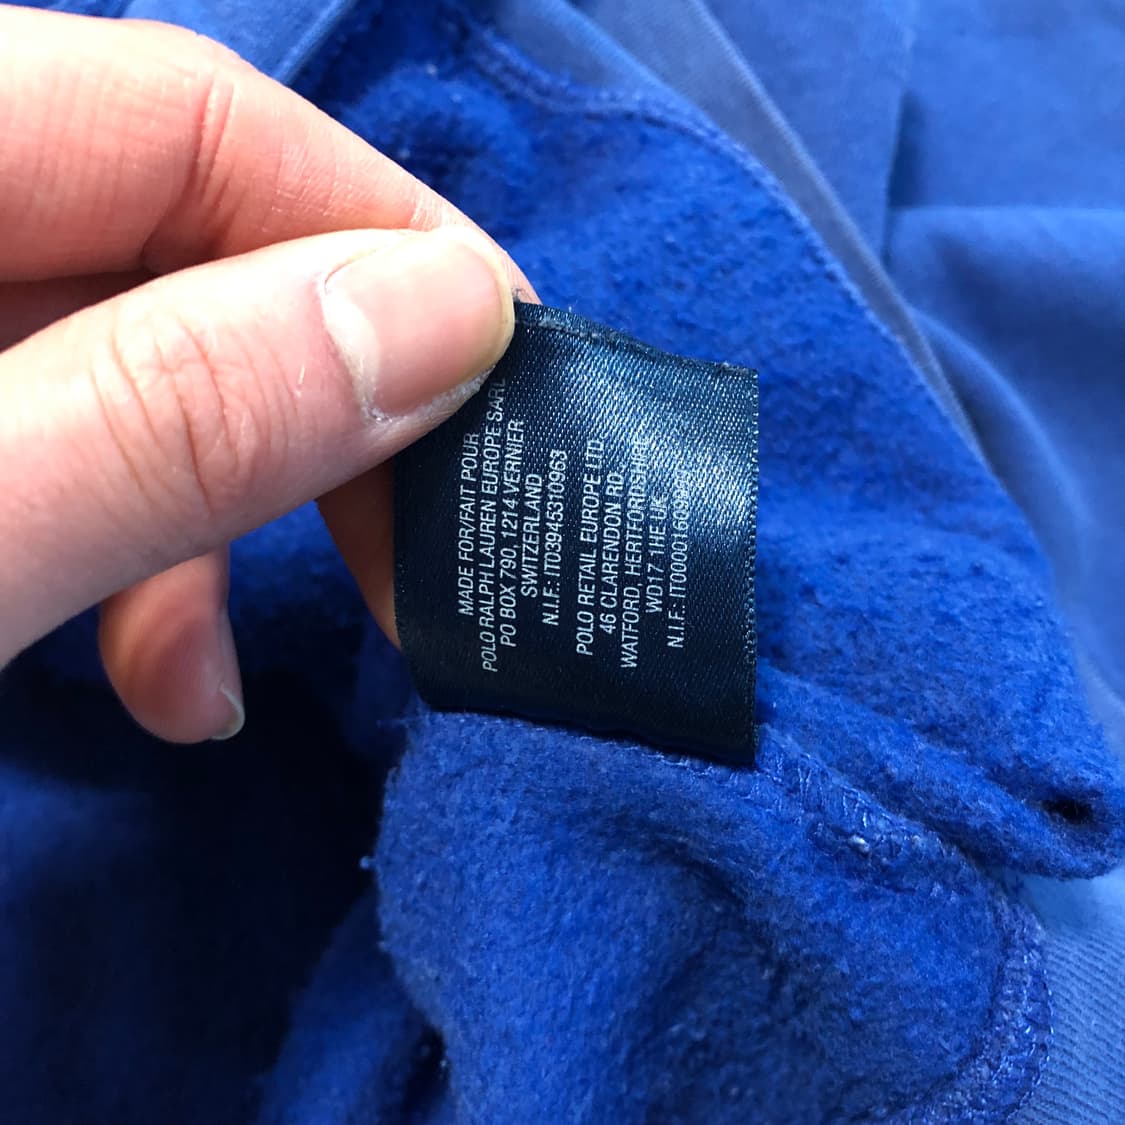 MADE FOR/FAIT POUR
POLO RALPH LAUREN EUROPE SARL
PO BOX 790, 1214 VERNIER
SWITZERLAND
N.I.F.: IT03945310963
POLO RETAIL EUROPE LTD.
46 CLARENDON RD.
WATFORD, HERTFORDSHIRE
WD17 1HE UK
N.I.F.: